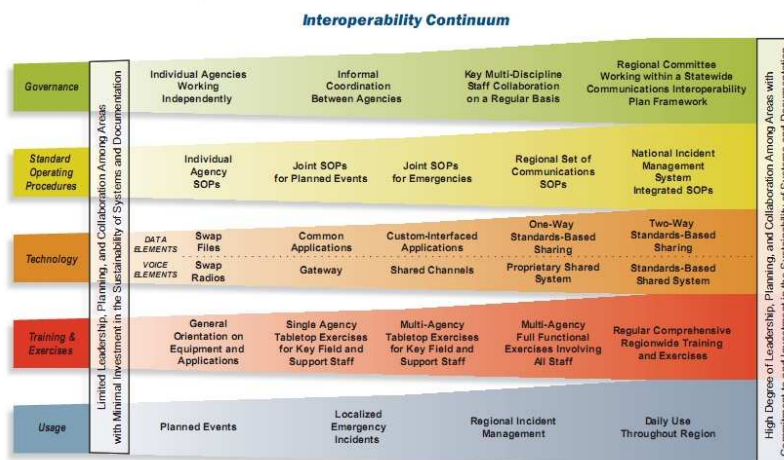 Interoperability Continuum
Governance
Individual Agencies
Working
Independently
Informal
Coordination
Between Agencies
Key Multi-Discipline
Staff Collaboration
on a Regular Basis
Regional Committee
Working within a Statewide
Communications Interoperability
Plan Framework
Limited Leadership, Planning, and Collaboration Among Areas
with Minimal Investment in the Sustainability of Systems and Documentation
Standard
Operating
Procedures
Individual
Agency
SOPs
Joint SOPs
for Planned Events
Joint SOPs
for Emergencies
Regional Set of
Communications
SOPs
National Incident
Management
System
Integrated SOPs
Technology
DATA
ELEMENTS
Swap
Files
Common
Applications
Custom-Interfaced
Applications
One-Way
Standards-Based
Sharing
Two-Way
Standards-Based
Sharing
VOICE
ELEMENTS
Swap
Radios
Gateway
Shared Channels
Proprietary Shared
System
Standards-Based
Shared System
Training &
Exercises
General
Orientation on
Equipment and
Applications
Single Agency
Tabletop Exercises
for Key Field and
Support Staff
Multi-Agency
Tabletop Exercises
for Key Field and
Support Staff
Multi-Agency
Full Functional
Exercises Involving
All Staff
Regular Comprehensive
Regionwide Training
and Exercises
Usage
Planned Events
Localized
Emergency
Incidents
Regional Incident
Management
Daily Use
Throughout Region
High Degree of Leadership, Planning, and Collaboration Among Areas with